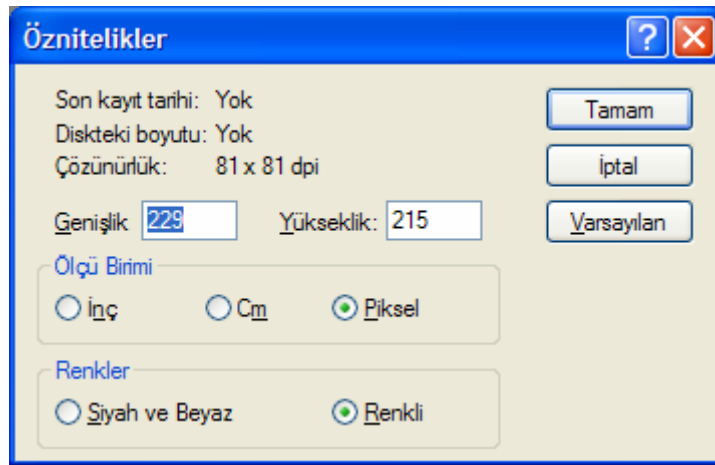 Öznitelikler
Son kayıt tarihi: Yok
Diskteki boyutu: Yok
Çözünürlük: 81 x 81 dpi
Tamam
İptal
Varsayılan
Genişlik 229 Yükseklik: 215
Ölçü Birimi
İnç Cm Piksel
Renkler
Siyah ve Beyaz Renkli